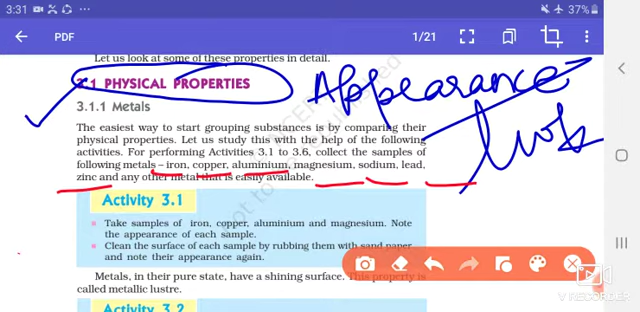 3:31
37%
PDF
1/21
Let us look at some of these properties in detail.
3.1 PHYSICAL PROPERTIES
Appearance
3.1.1 Metals
The easiest way to start grouping substances is by comparing their
physical properties. Let us study this with the help of the following
activities. For performing Activities 3.1 to 3.6, collect the samples of
following metals – iron, copper, aluminium, magnesium, sodium, lead,
zinc and any other metal that is easily available.
Activity 3.1
Take samples of iron, copper, aluminium and magnesium. Note
the appearance of each sample.
Clean the surface of each sample by rubbing them with sand paper
and note their appearance again.
Metals, in their pure state, have a shining surface. This property is
called metallic lustre.
Activity 3.2
V RECORDER